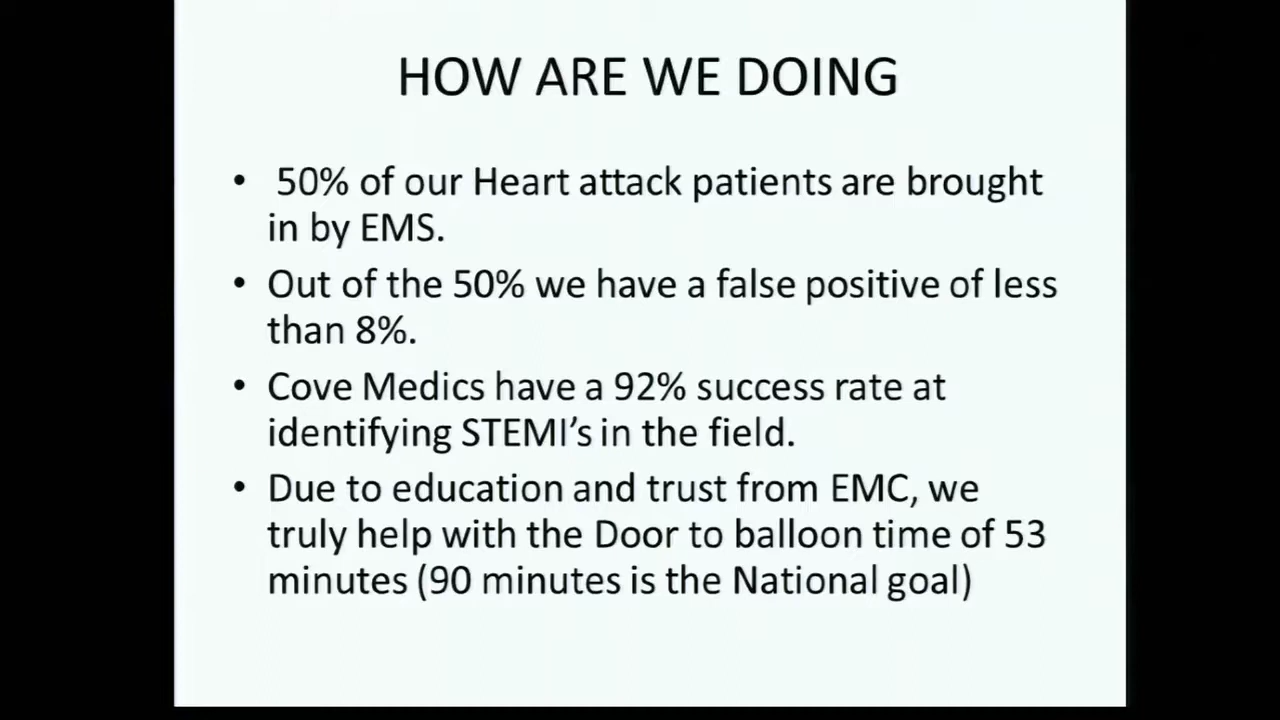 HOW ARE WE DOING
• 50% of our Heart attack patients are brought
in by EMS.
• Out of the 50% we have a false positive of less
than 8%.
• Cove Medics have a 92% success rate at
identifying STEMI’s in the field.
• Due to education and trust from EMC, we
truly help with the Door to balloon time of 53
minutes (90 minutes is the National goal)